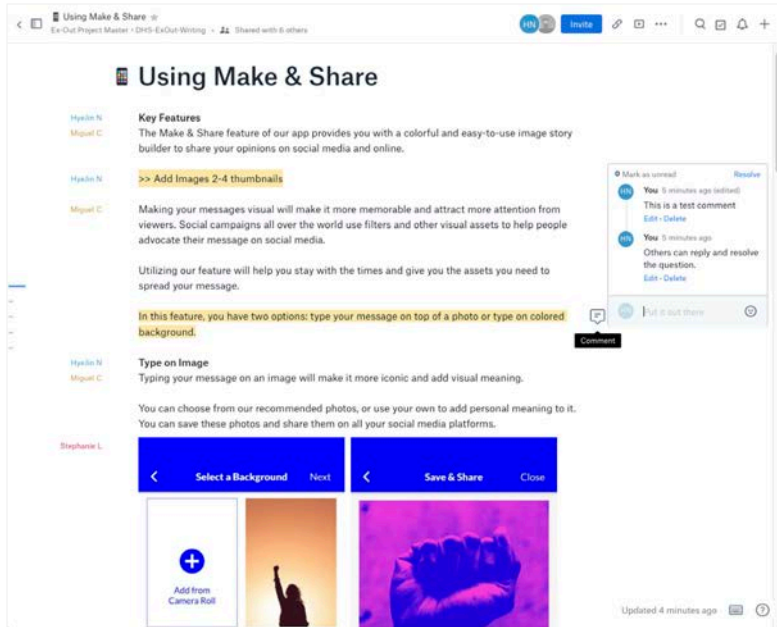 Using Make & Share
Ex-Out Project Master • DHS-ExOut-Writing • Shared with 6 others
HN
Invite
Using Make & Share
Hyejin N
Key Features
Miguel C
The Make & Share feature of our app provides you with a colorful and easy-to-use image story
builder to share your opinions on social media and online.
Hyejin N
>> Add Images 2-4 thumbnails
Miguel C
Making your messages visual will make it more memorable and attract more attention from
viewers. Social campaigns all over the world use filters and other visual assets to help people
advocate their message on social media.
Utilizing our feature will help you stay with the times and give you the assets you need to
spread your message.
In this feature, you have two options: type your message on top of a photo or type on colored
background.
Mark as unread
Resolve
HN
You 5 minutes ago (edited)
This is a test comment
Edit • Delete
HN
You 5 minutes ago
Others can reply and resolve
the question.
Edit • Delete
HN
Put it out there
Comment
Hyejin N
Type on Image
Miguel C
Typing your message on an image will make it more iconic and add visual meaning.
You can choose from our recommended photos, or use your own to add personal meaning to it.
You can save these photos and share them on all your social media platforms.
Stephanie L
Select a Background
Next
Save & Share
Close
Add from
Camera Roll
Updated 4 minutes ago